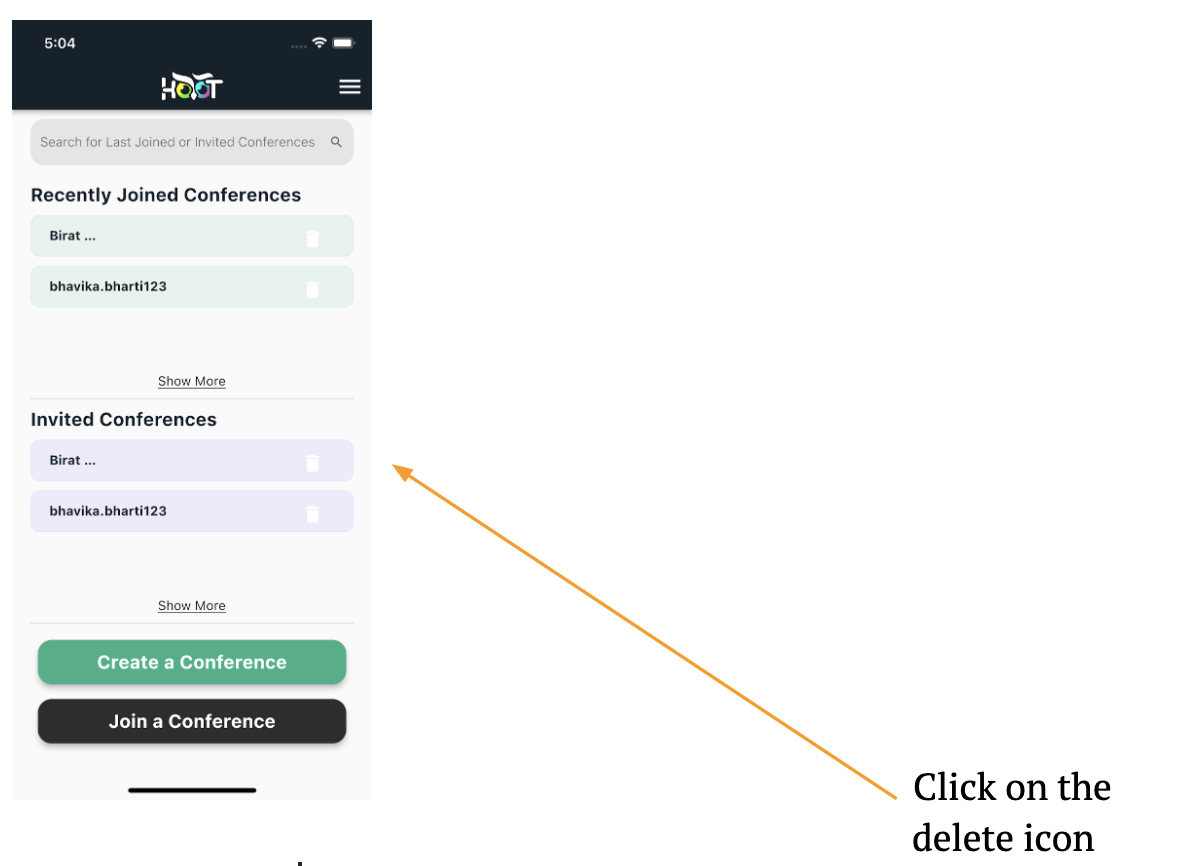 5:04
HOOT
Search for Last Joined or Invited Conferences
Recently Joined Conferences
Birat ...
bhavika.bharti123
Show More
Invited Conferences
Birat ...
bhavika.bharti123
Show More
Create a Conference
Join a Conference
Click on the
delete icon